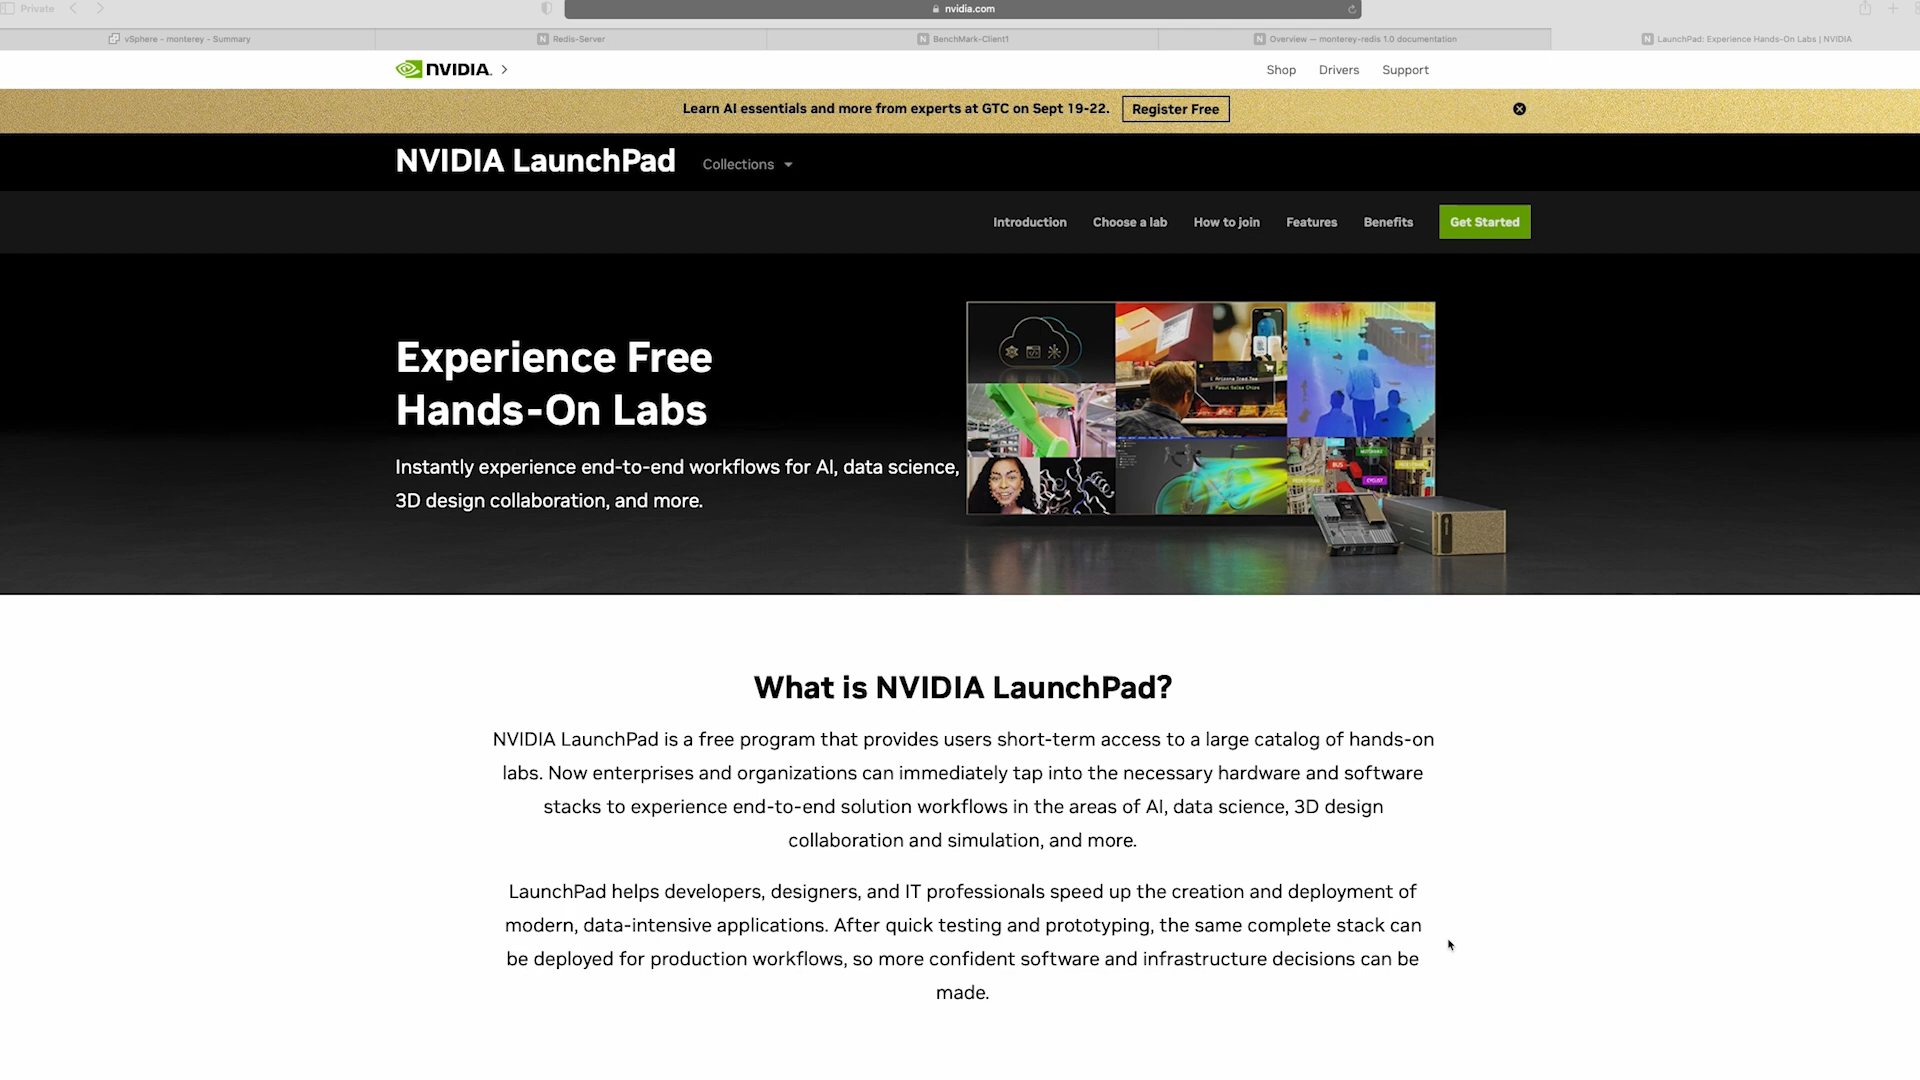 Private
nvidia.com
vSphere - monterey - Summary
Redis-Server
BenchMark-Client1
Overview — monterey-redis 1.0 documentation
LaunchPad: Experience Hands-On Labs | NVIDIA
NVIDIA.
Shop
Drivers
Support
Learn AI essentials and more from experts at GTC on Sept 19-22.
Register Free
NVIDIA LaunchPad
Collections
Introduction
Choose a lab
How to join
Features
Benefits
Get Started
Experience Free
Hands-On Labs
Instantly experience end-to-end workflows for AI, data science,
3D design collaboration, and more.
BUS
CYCLIST
What is NVIDIA LaunchPad?
NVIDIA LaunchPad is a free program that provides users short-term access to a large catalog of hands-on
labs. Now enterprises and organizations can immediately tap into the necessary hardware and software
stacks to experience end-to-end solution workflows in the areas of AI, data science, 3D design
collaboration and simulation, and more.
LaunchPad helps developers, designers, and IT professionals speed up the creation and deployment of
modern, data-intensive applications. After quick testing and prototyping, the same complete stack can
be deployed for production workflows, so more confident software and infrastructure decisions can be
made.